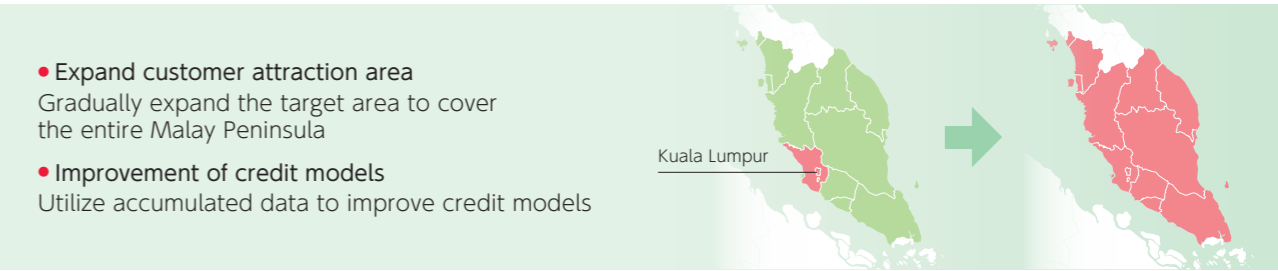 • Expand customer attraction area
Gradually expand the target area to cover
the entire Malay Peninsula
• Improvement of credit models
Utilize accumulated data to improve credit models
Kuala Lumpur